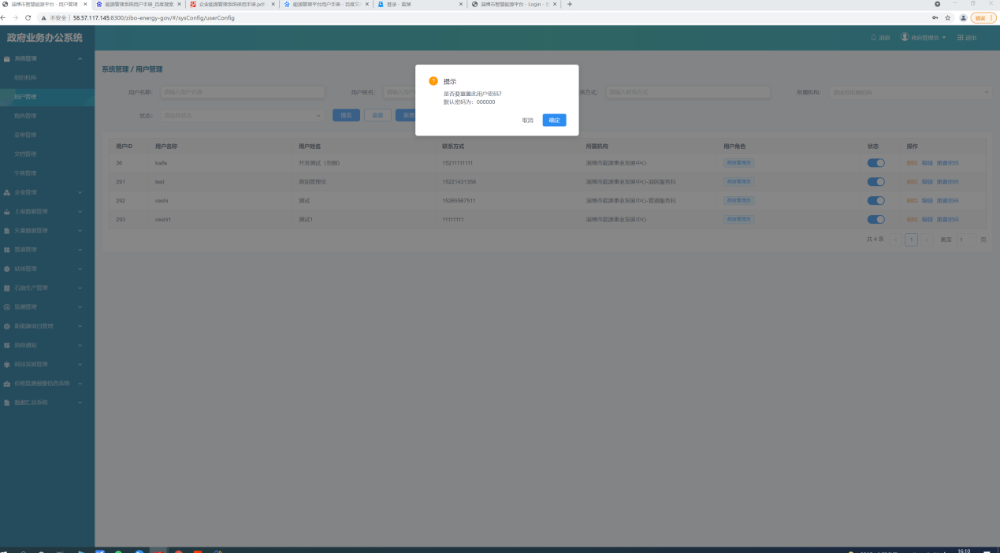 淄博市智慧能源平台 - 用户管理
能源管理系统用户手册_百度搜索
企业能源管理系统使用手册.pdf
能源管理平台用户手册 - 百度文
登录 - 蓝湖
淄博市智慧能源平台 - Login -
不安全 58.57.117.145:8300/zibo-energy-gov/#/sysConfig/userConfig
错误
政府业务办公系统
消息 政府管理员 退出
系统管理
组织机构
用户管理
角色管理
菜单管理
文档管理
字典管理
企业管理
上报数据管理
矢量数据管理
管道管理
站场管理
石油生产管理
监测管理
新能源项目管理
消息通知
科技发展管理
价格监测预警信息系统
数据汇总系统
系统管理 / 用户管理
用户名称: 请输入用户名称
用户姓名: 请输入用户
系方式: 请输入联系方式
所属机构: 请选择所属机构
状态: 请选择状态
搜索 重置 新增
提示
是否要重置此用户密码?
默认密码为: 000000
取消 确定
用户ID 用户名称 用户姓名 联系方式 所属机构 用户角色 状态 操作
36 kaifa 开发测试（勿删） 15211111111 淄博市能源事业发展中心 政府管理员 删除 编辑 重置密码
291 test 原油管理员 15221431358 淄博市能源事业发展中心-油区服务科 政府管理员 删除 编辑 重置密码
292 ceshi 测试 15265587511 淄博市能源事业发展中心-管道服务科 政府管理员 删除 编辑 重置密码
293 ceshi1 测试1 11111111 淄博市能源事业发展中心 政府管理员 删除 编辑 重置密码
共 4 条 1 跳至 1 页
16:10